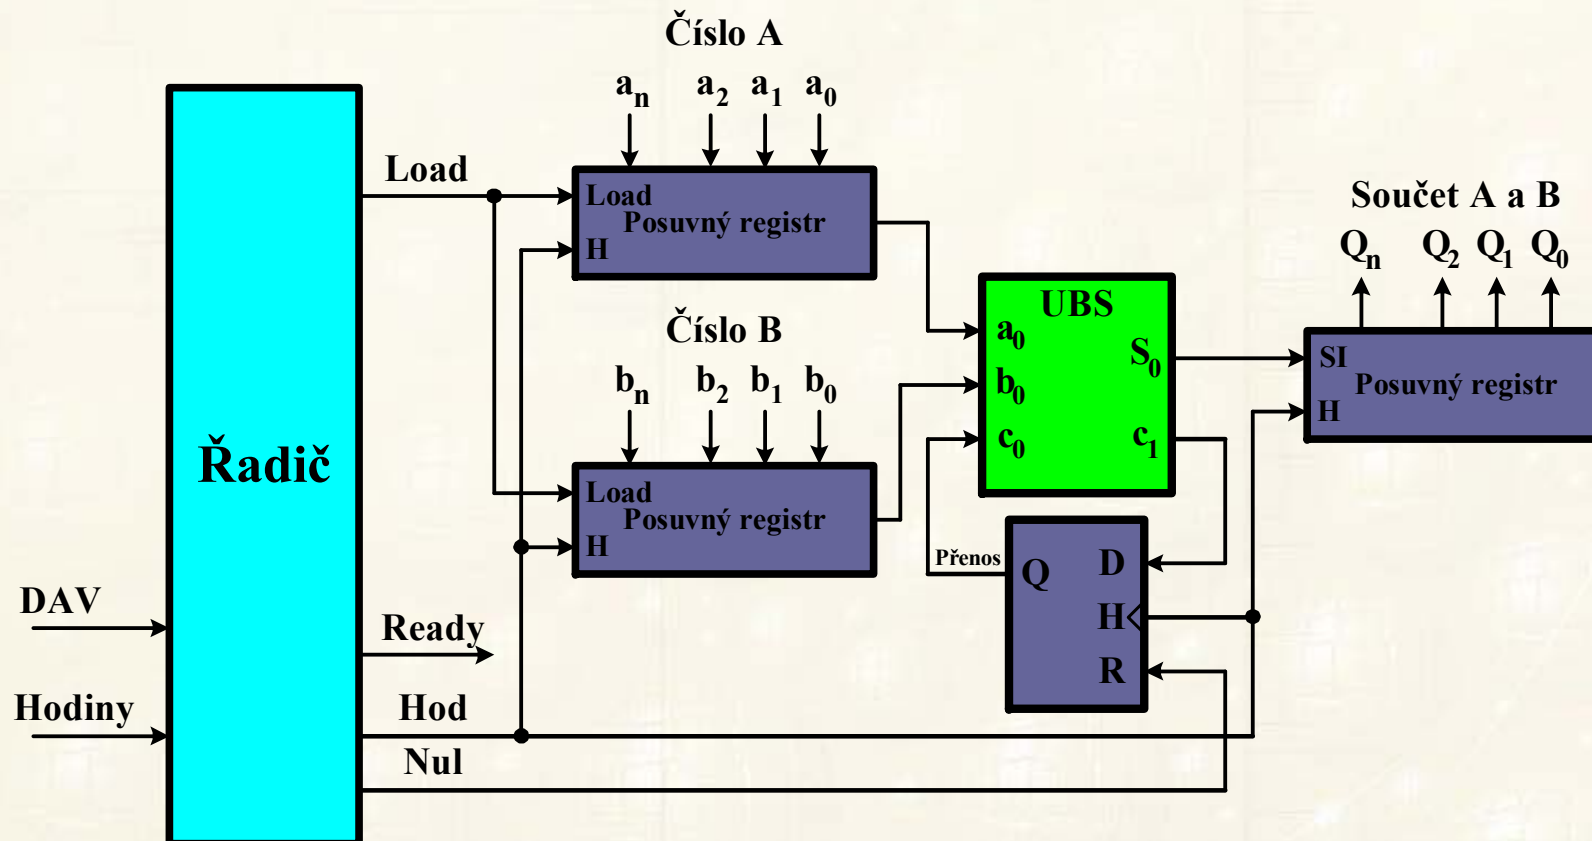 Číslo A
aₙ a₂ a₁ a₀
Load
Load
Posuvný registr
H
Součet A a B
Qₙ Q₂ Q₁ Q₀
UBS
a₀
b₀
c₀
S₀
c₁
SI
Posuvný registr
H
Číslo B
bₙ b₂ b₁ b₀
Řadič
Load
Posuvný registr
H
Přenos
Q
D
H
R
DAV
Ready
Hodiny
Hod
Nul